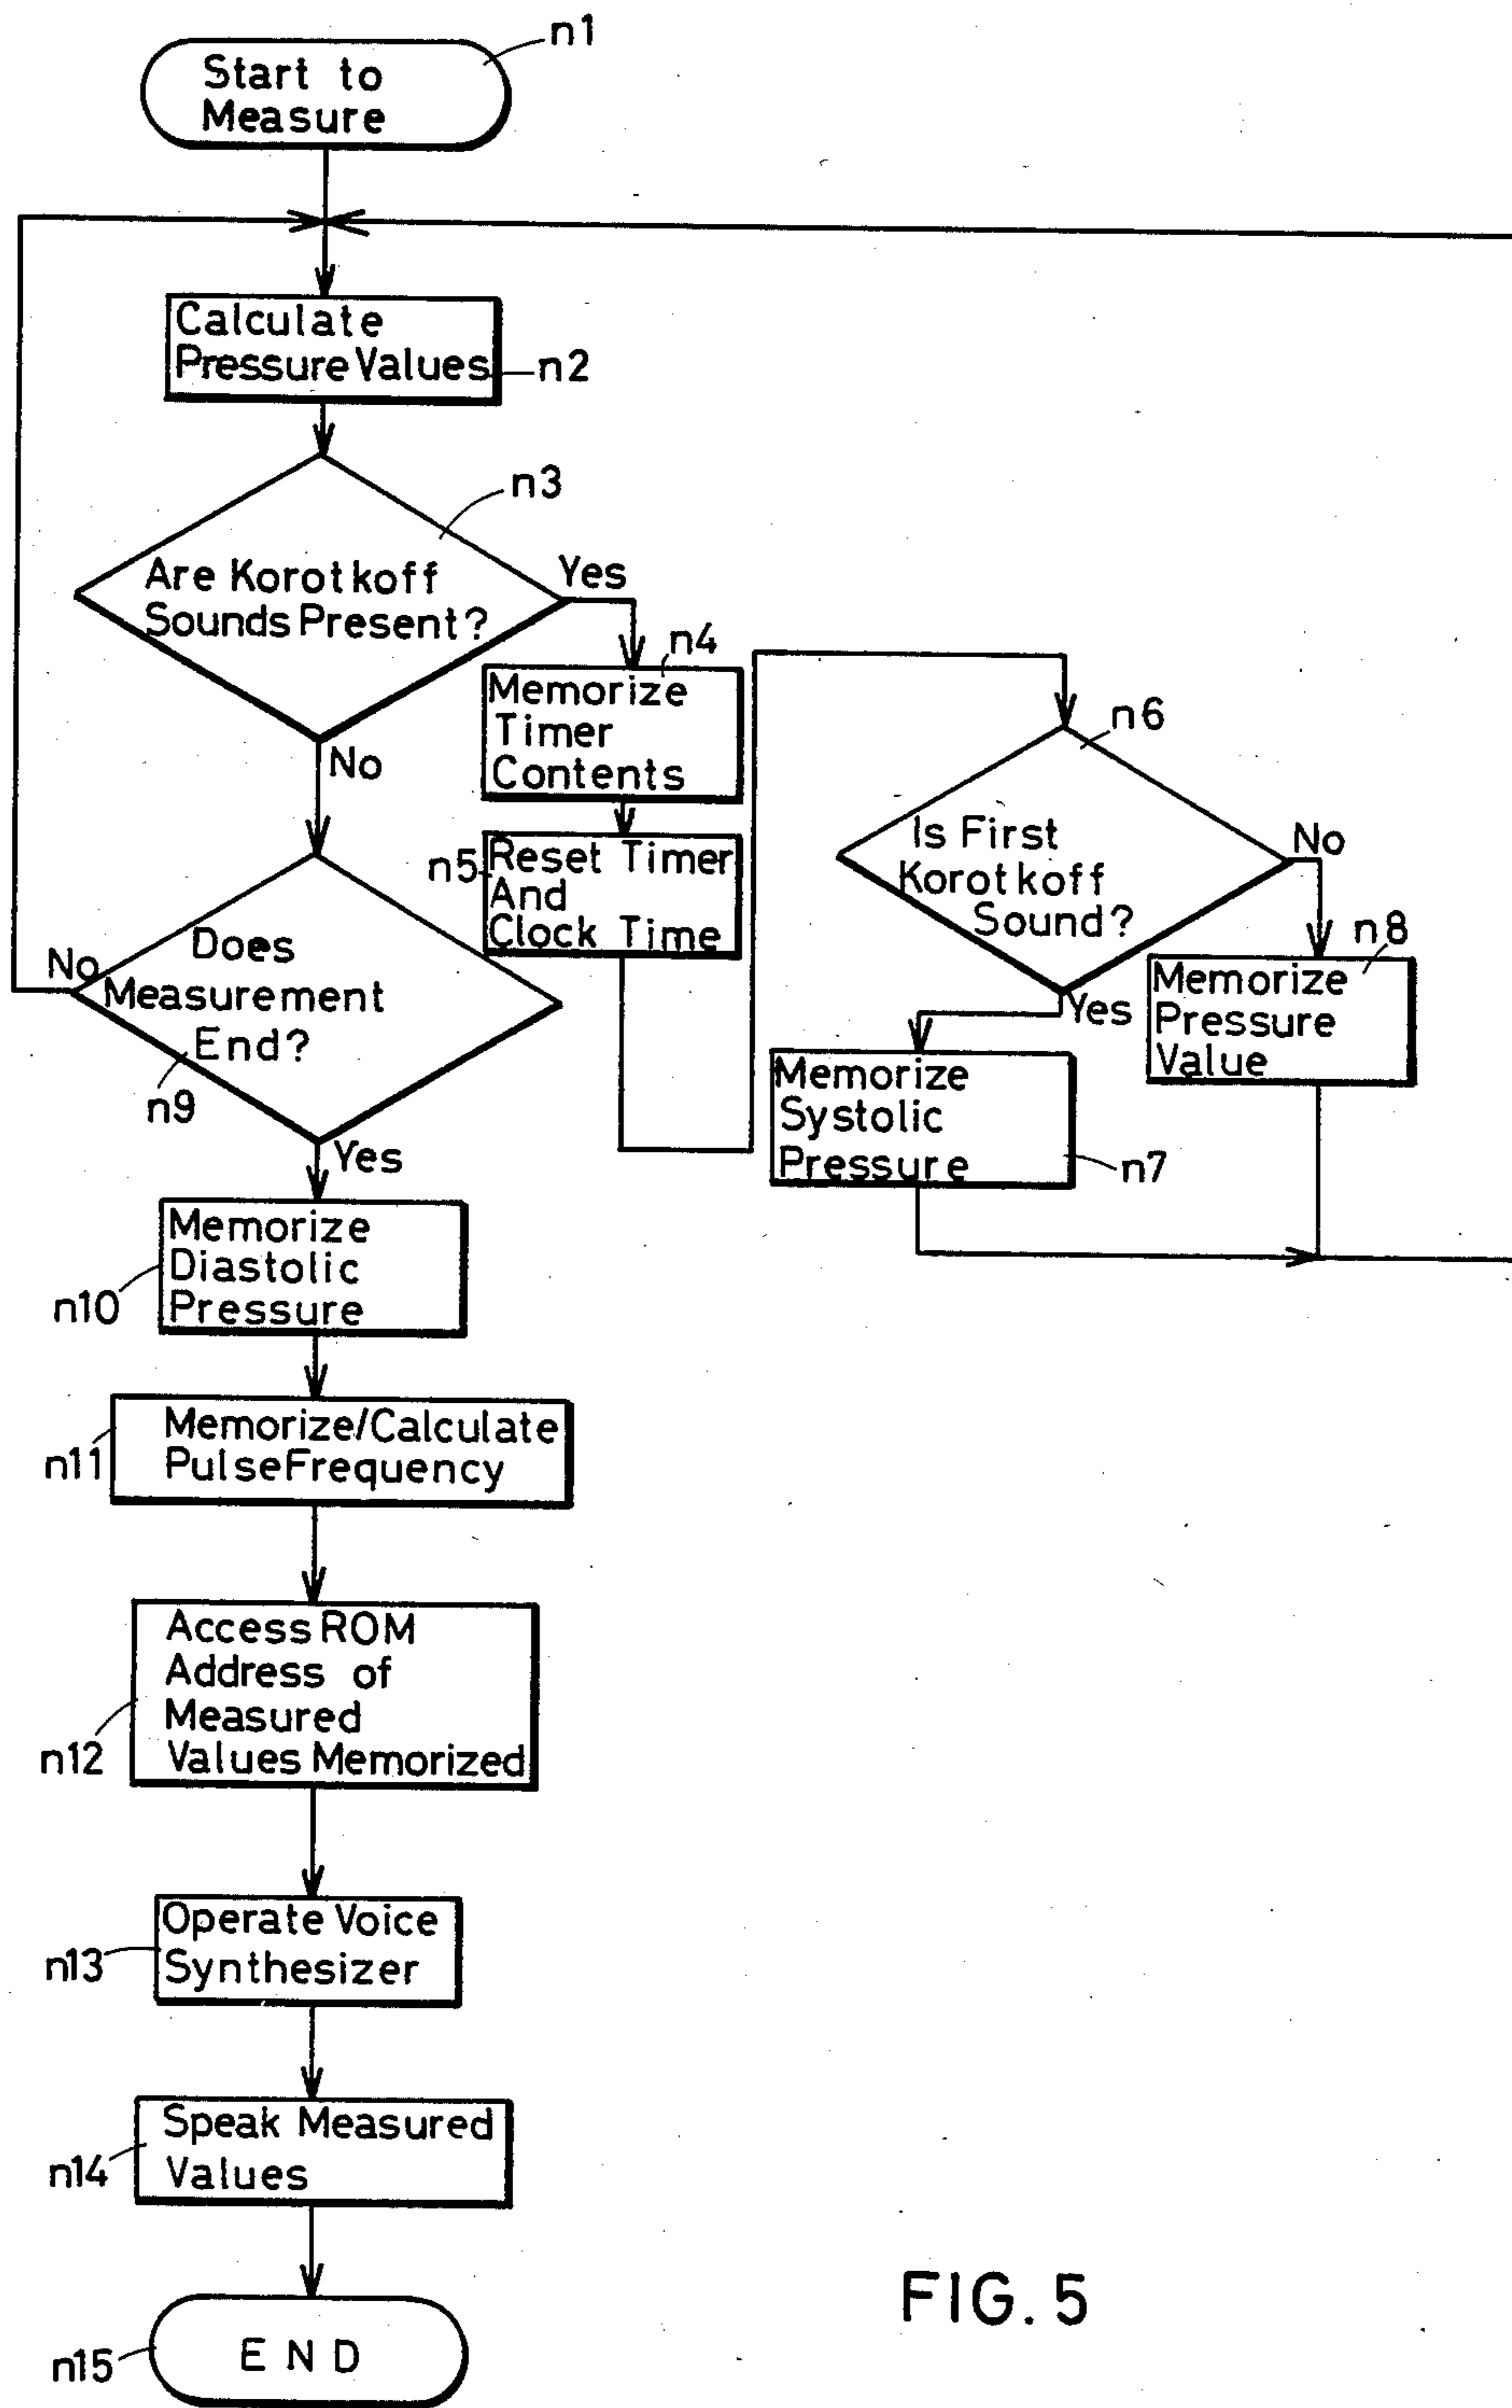 n1
Start to
Measure
Calculate
Pressure Values
n2
n3
Are Korotkoff
Sounds Present?
Yes
No
n4
Memorize
Timer
Contents
n5
Reset Timer
And
Clock Time
n6
Is First
Korotkoff
Sound?
No
Yes
n8
Memorize
Pressure
Value
Memorize
Systolic
Pressure
n7
No
Does
Measurement
End?
n9
Yes
Memorize
Diastolic
Pressure
n10
Memorize/Calculate
Pulse Frequency
n11
Access ROM
Address of
Measured
Values Memorized
n12
Operate Voice
Synthesizer
n13
Speak Measured
Values
n14
END
n15
FIG. 5